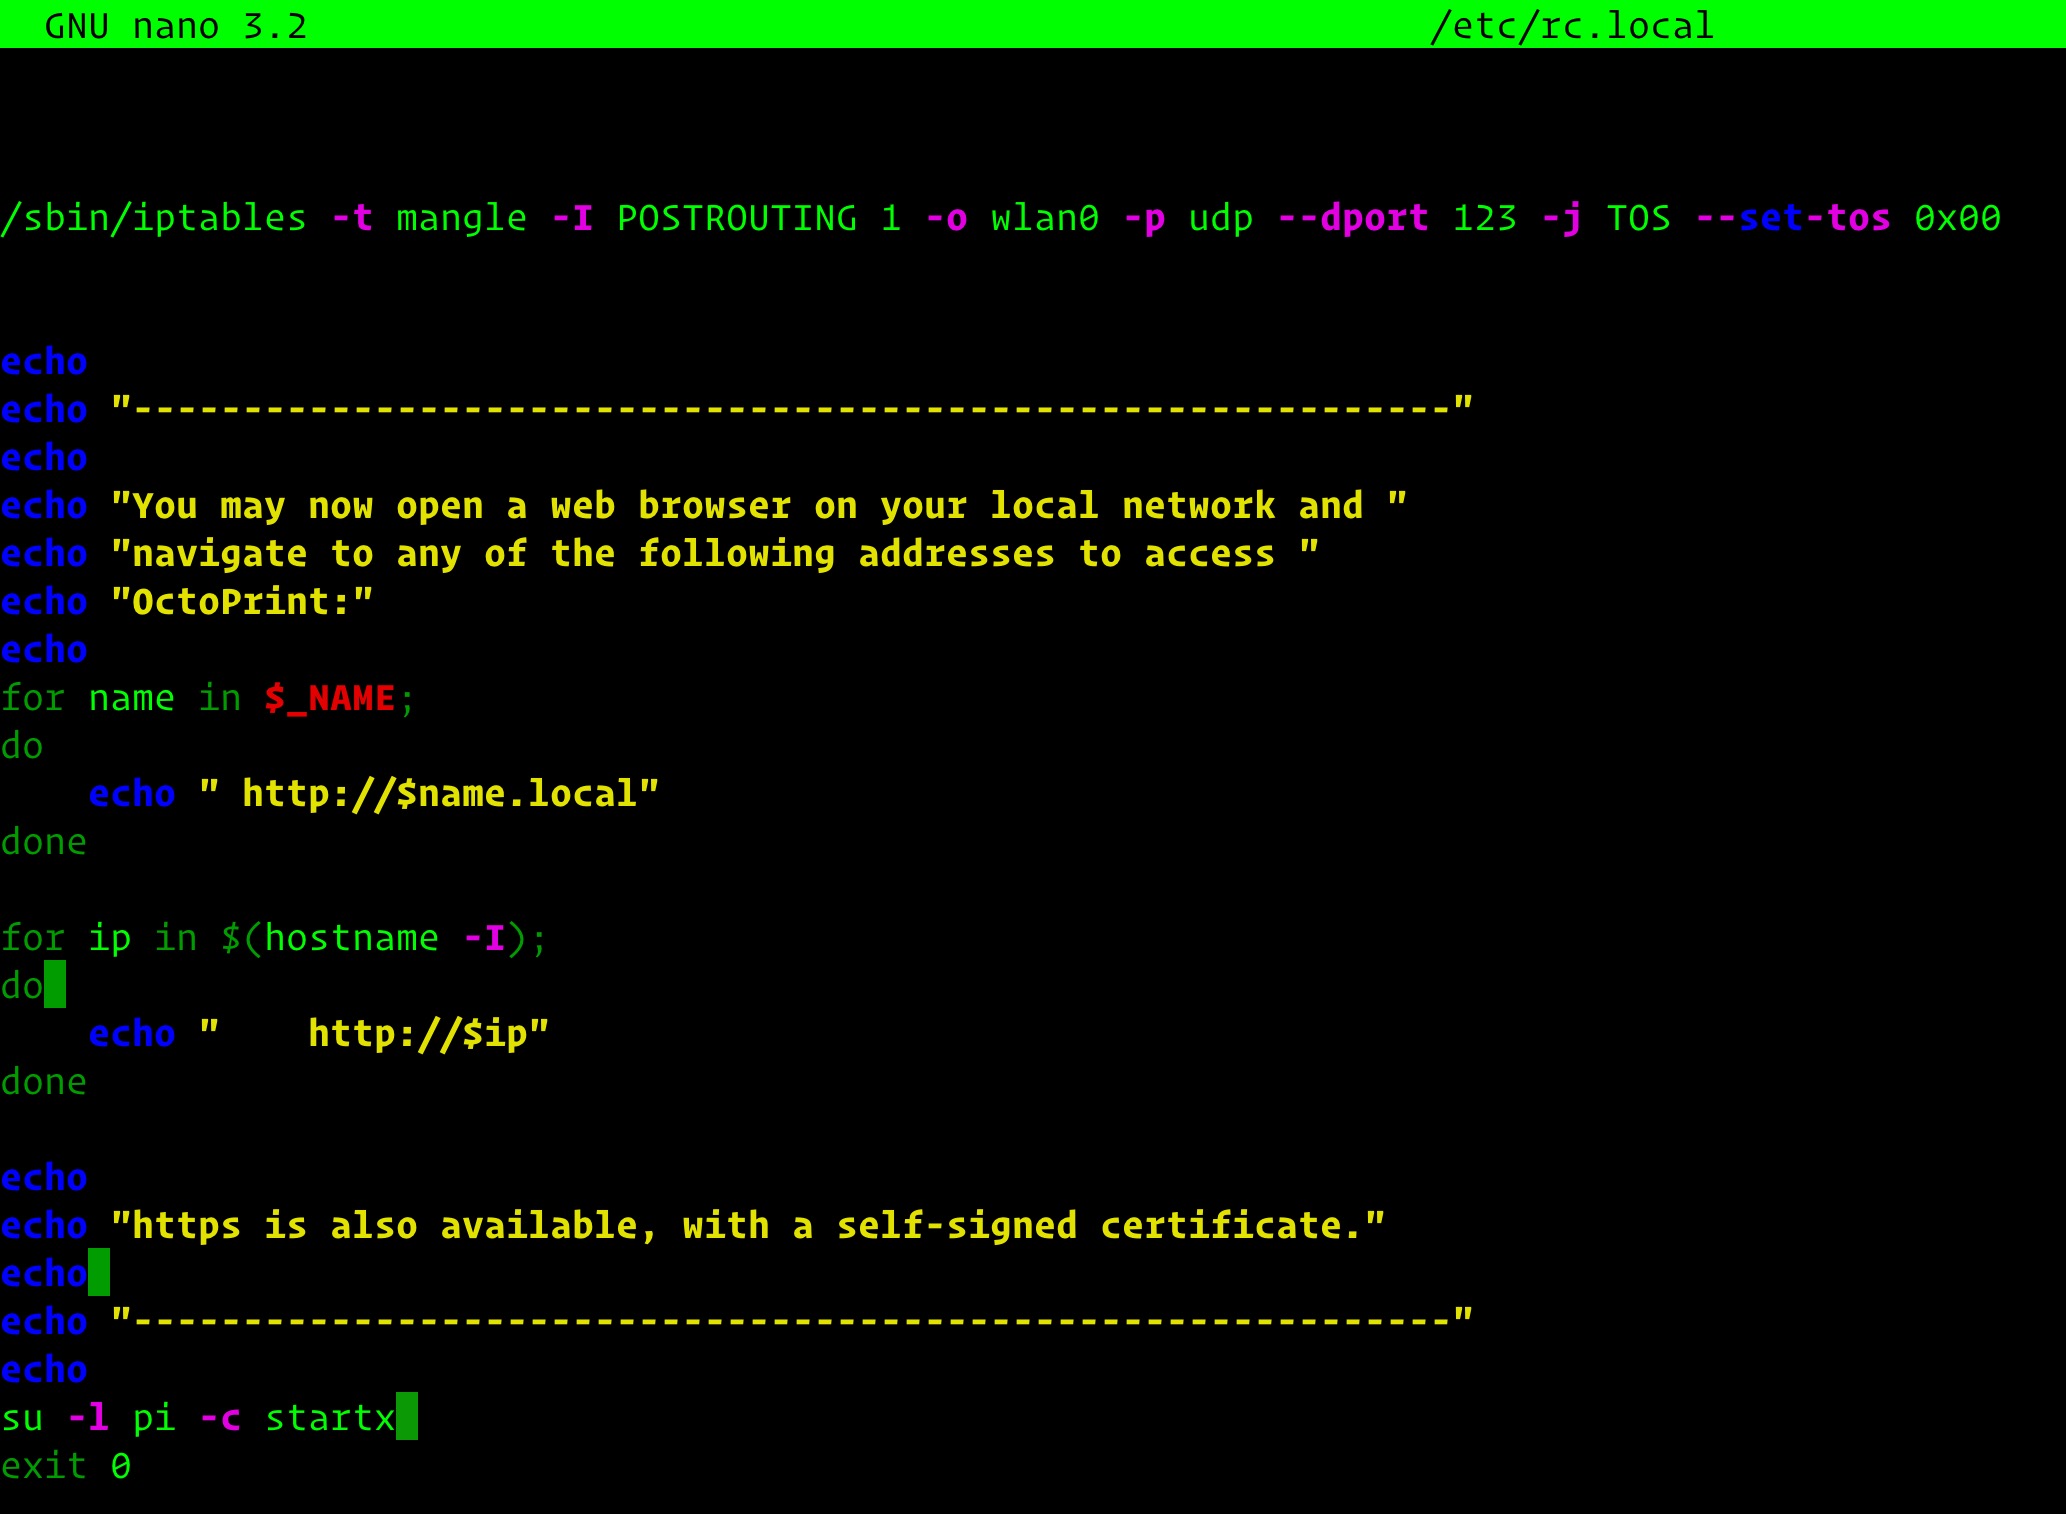 GNU nano 3.2 /etc/rc.local
/sbin/iptables -t mangle -I POSTROUTING 1 -o wlan0 -p udp --dport 123 -j TOS --set-tos 0x00
echo
echo "------------------------------------------------------------"
echo
echo "You may now open a web browser on your local network and "
echo "navigate to any of the following addresses to access "
echo "OctoPrint:"
echo
for name in $_NAME;
do
    echo " http://$name.local"
done
for ip in $(hostname -I);
do
    echo "    http://$ip"
done
echo
echo "https is also available, with a self-signed certificate."
echo
echo "------------------------------------------------------------"
echo
su -l pi -c startx
exit 0